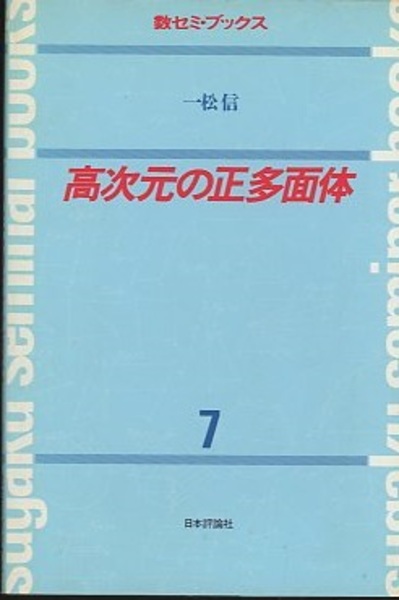 数セミ・ブックス
一松信
高次元の正多面体
7
日本評論社
sugaku seminar books
sugaku seminar books